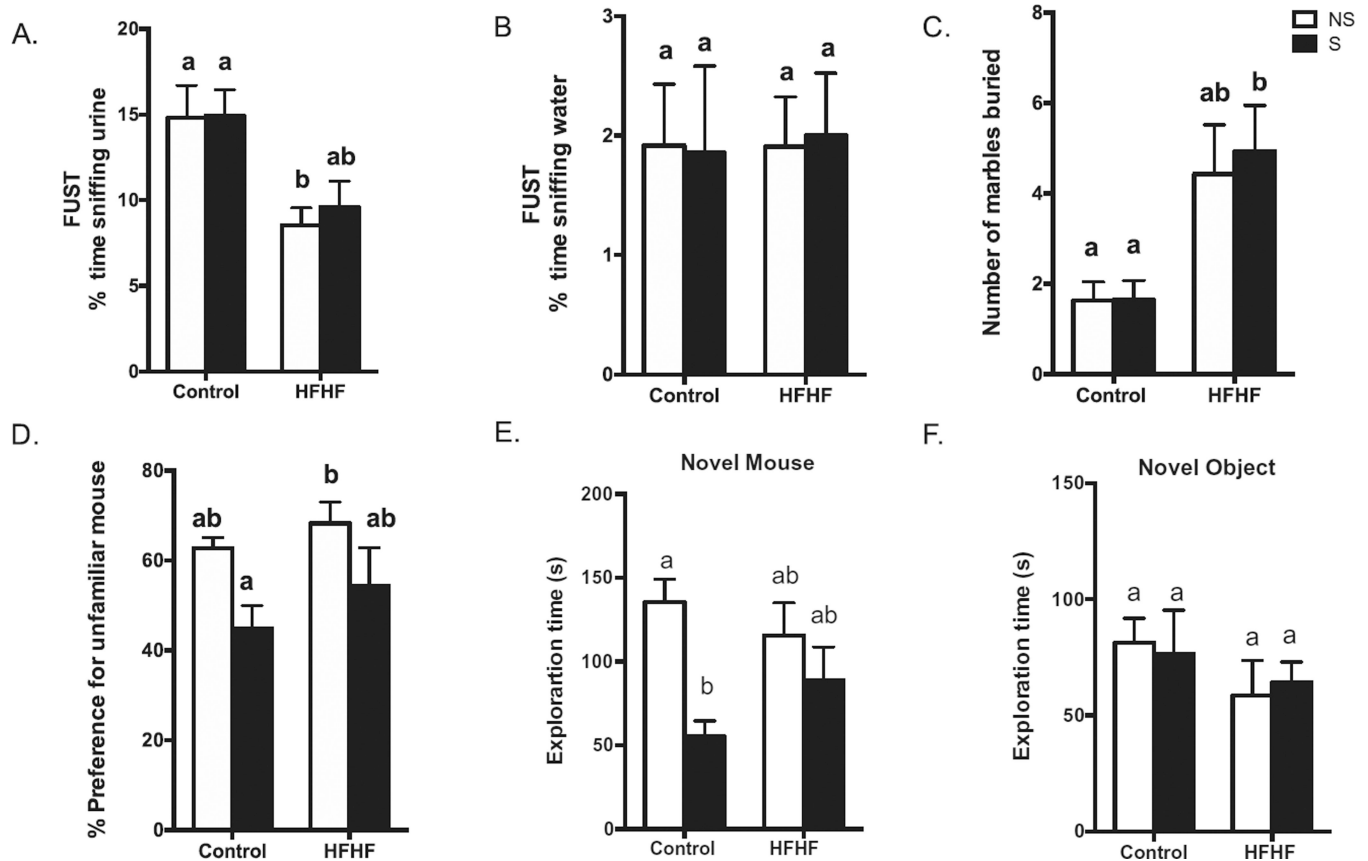 A.
FUST
% time sniffing urine
20
15
10
5
0
a a
b ab
Control HFHF
B
FUST
% time sniffing water
3
2
1
0
a a a a
Control HFHF
C.
Number of marbles buried
8
6
4
2
0
a a
ab b
Control HFHF
NS
S
D.
% Preference for unfamiliar mouse
80
60
40
20
0
ab a
b ab
Control HFHF
E.
Novel Mouse
Explorartion time (s)
200
150
100
50
0
a b
ab ab
Control HFHF
F.
Novel Object
Exploration time (s)
150
100
50
0
a a
a a
Control HFHF